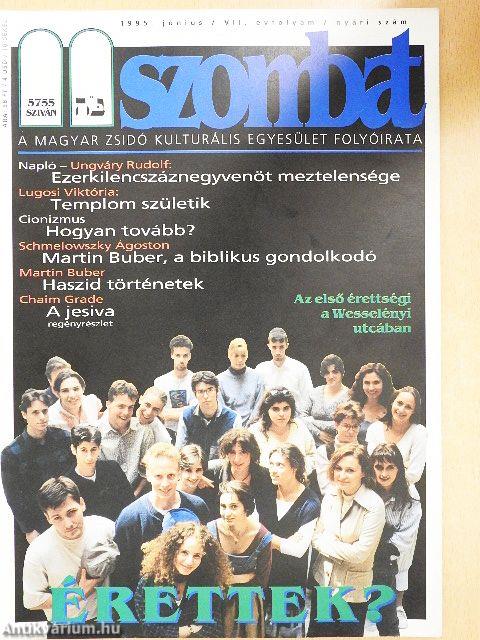 1995. június / VII. évfolyam / nyári szám
5755
SZIVÁN
szombat
A MAGYAR ZSIDÓ KULTURÁLIS EGYESÜLET FOLYÓIRATA
Napló – Ungváry Rudolf:
Ezerkilencszáznegyvenöt meztelensége
Lugosi Viktória:
Templom születik
Cionizmus
Hogyan tovább?
Schmelowszky Ágoston
Martin Buber, a biblikus gondolkodó
Martin Buber
Haszid történetek
Chaim Grade
A jesiva
regényrészlet
Az első érettségi
a Wesselényi
utcában
ÉRETTEK?
Antikvárium.hu